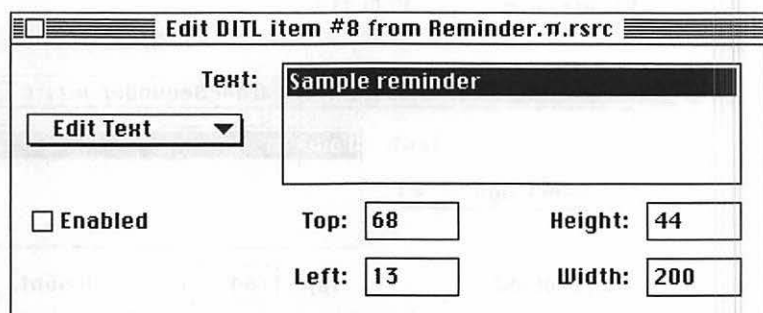 Edit DITL item #8 from Reminder.π.rsrc
Text: Sample reminder
Edit Text
Enabled Top: 68 Height: 44
Left: 13 Width: 200